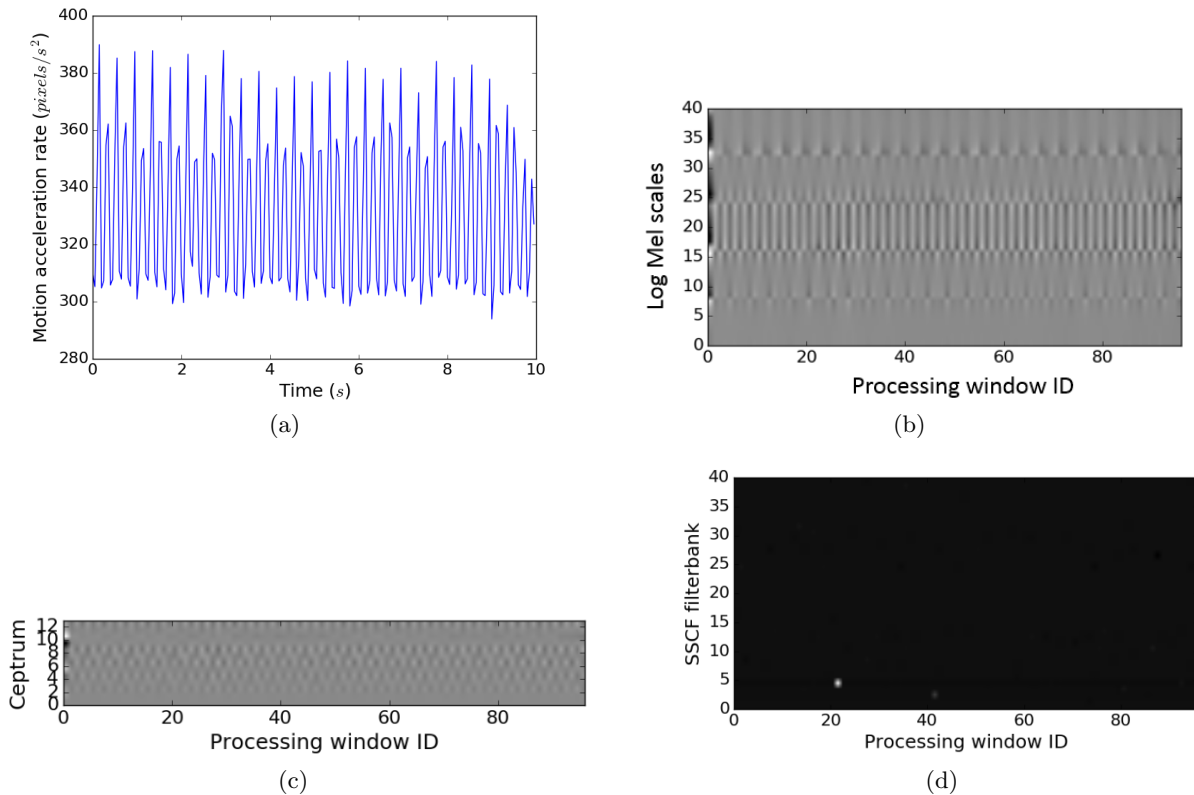 400
380
360
340
320
300
280
Motion acceleration rate (pixels/s²)
0 2 4 6 8 10
Time (s)
(a)
40
35
30
25
20
15
10
5
0
Log Mel scales
0 20 40 60 80
Processing window ID
(b)
12
10
8
6
4
2
0
Ceptrum
0 20 40 60 80
Processing window ID
(c)
40
35
30
25
20
15
10
5
0
SSCF filterbank
0 20 40 60 80
Processing window ID
(d)